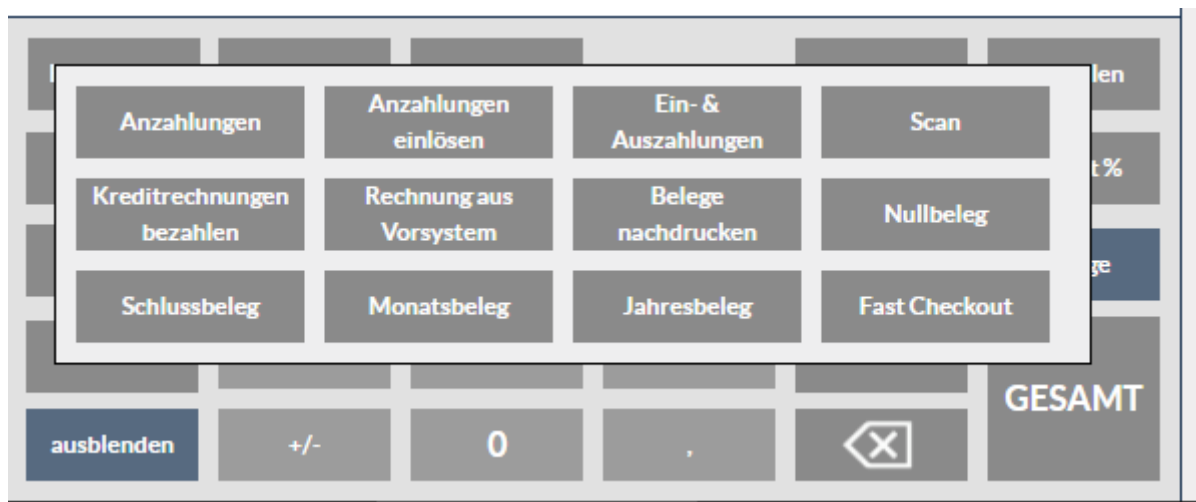 Anzahlungen
Anzahlungen
einlösen
Ein- &
Auszahlungen
Scan
Kreditrechnungen
bezahlen
Rechnung aus
Vorsystem
Belege
nachdrucken
Nullbeleg
Schlussbeleg
Monatsbeleg
Jahresbeleg
Fast Checkout
GESAMT
ausblenden
+/-
0
,